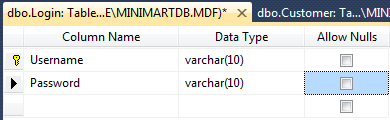 dbo.Login: Table...E\MINIMARTDB.MDF)* dbo.Customer: Ta...\MINI
Column Name Data Type Allow Nulls
Username varchar(10)
Password varchar(10)